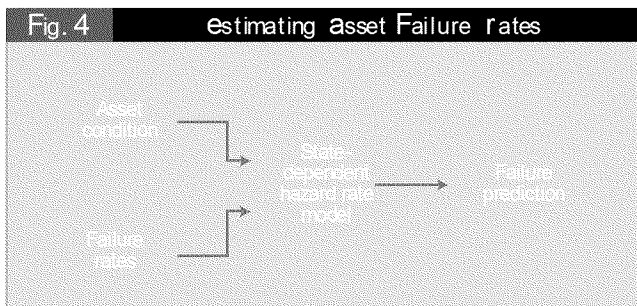 Fig. 4
estimating asset Failure rates
Asset
condition
State-
dependent
hazard rate
model
Failure
prediction
Failure
rates